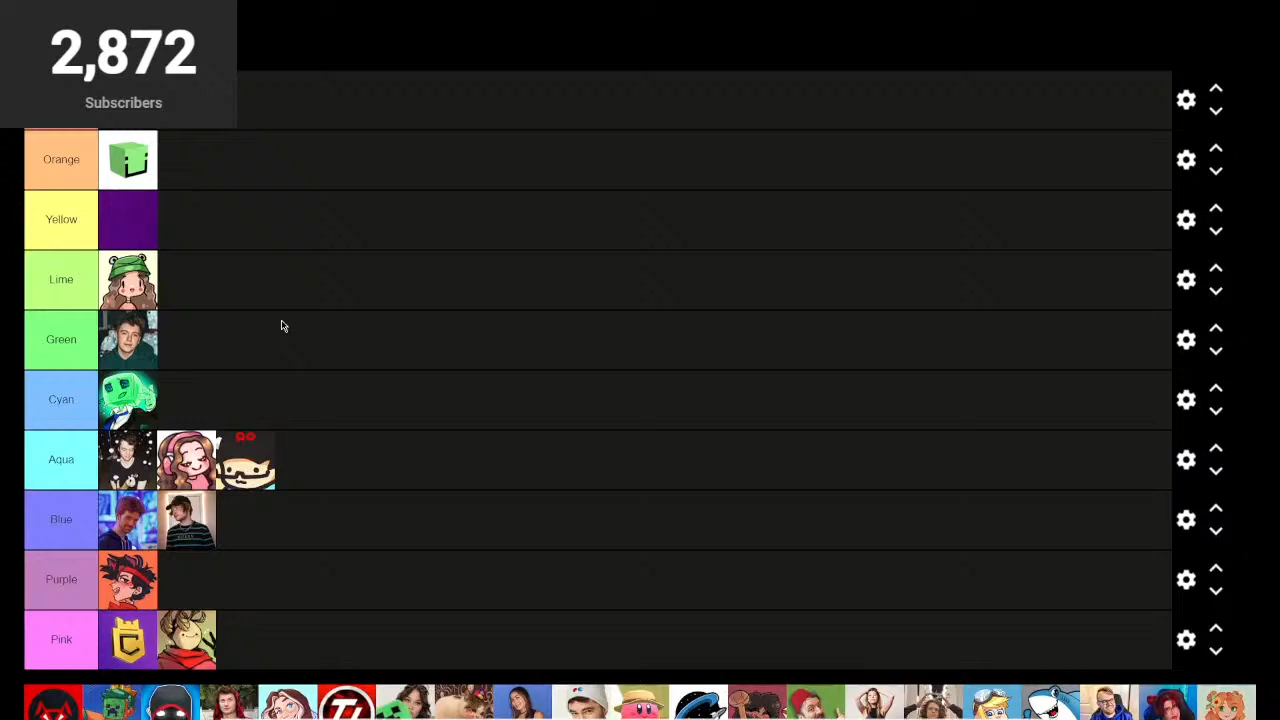 2,872
Subscribers
Orange
Yellow
Lime
Green
Cyan
Aqua
Blue
Purple
Pink